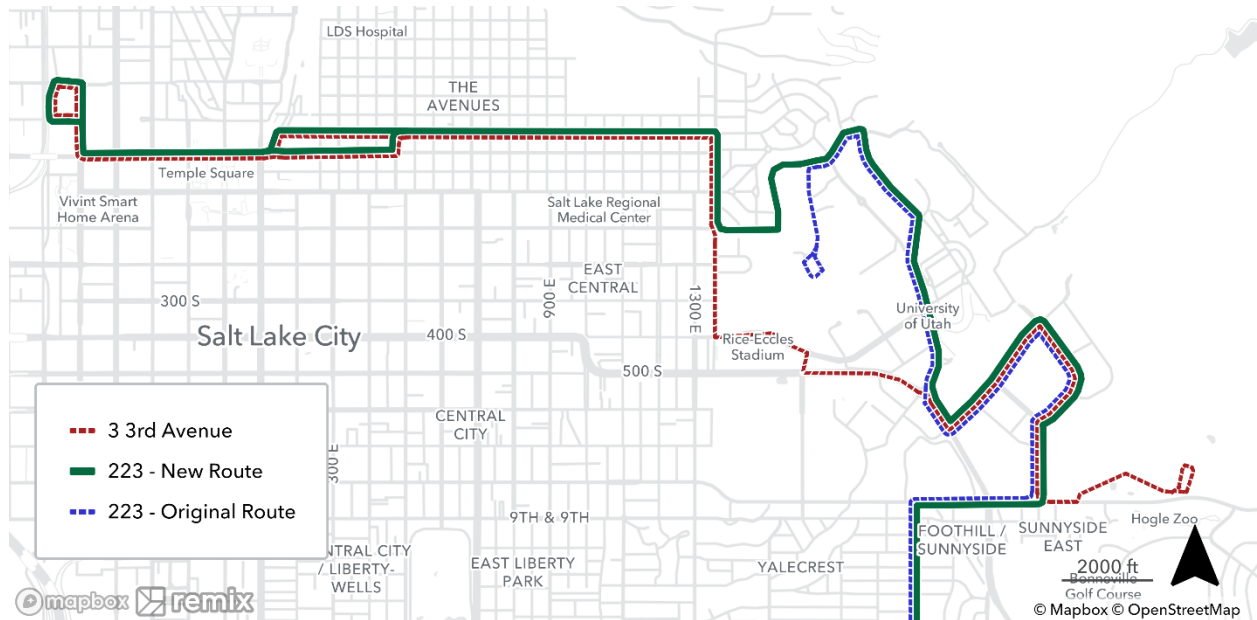 LDS Hospital
THE
AVENUES
Temple Square
Vivint Smart
Home Arena
Salt Lake Regional
Medical Center
EAST
CENTRAL
900 E
1300 E
300 S
University
of Utah
Salt Lake City
400 S
Rice-Eccles
Stadium
500 S
3 3rd Avenue
223 - New Route
223 - Original Route
CENTRAL
CITY
300 E
9TH & 9TH
FOOTHILL /
SUNNYSIDE
SUNNYSIDE
EAST
Hogle Zoo
NTRAL CITY
/ LIBERTY-
WELLS
EAST LIBERTY
PARK
YALECREST
2000 ft
Bonneville
Golf Course
mapbox remix
© Mapbox © OpenStreetMap